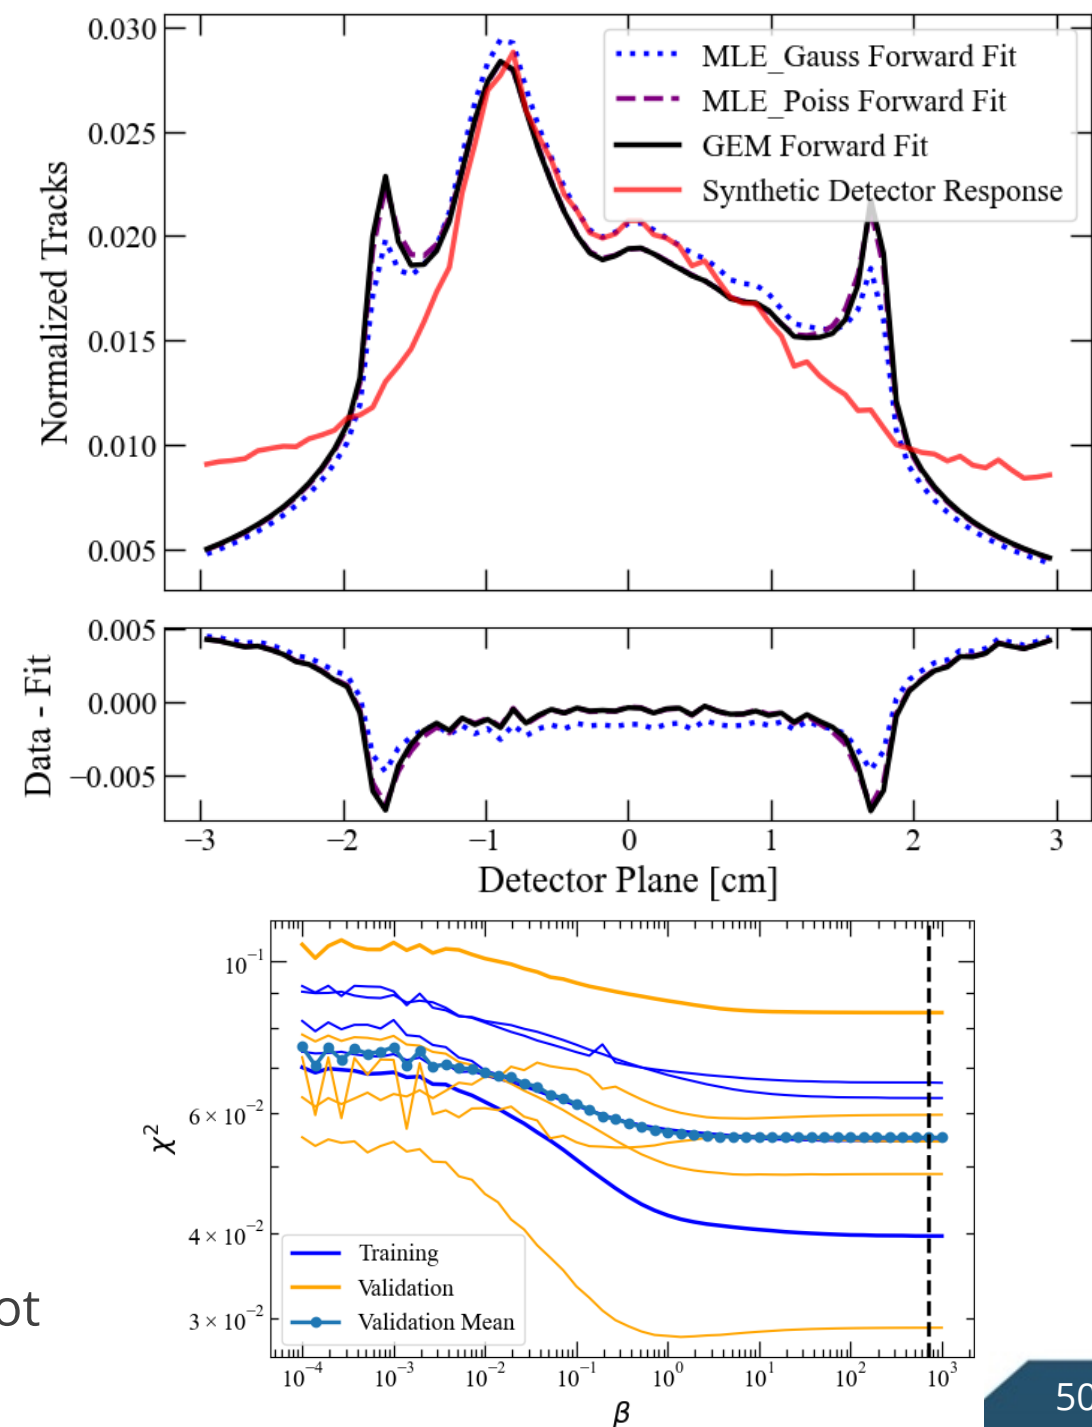 0.030
0.025
0.020
0.015
0.010
0.005
Normalized Tracks
MLE_Gauss Forward Fit
MLE_Poiss Forward Fit
GEM Forward Fit
Synthetic Detector Response
0.005
0.000
−0.005
Data - Fit
−3 −2 −1 0 1 2 3
Detector Plane [cm]
10⁻¹
6 × 10⁻²
4 × 10⁻²
3 × 10⁻²
χ²
Training
Validation
Validation Mean
10⁻⁴ 10⁻³ 10⁻² 10⁻¹ 10⁰ 10¹ 10² 10³
β
ot
50